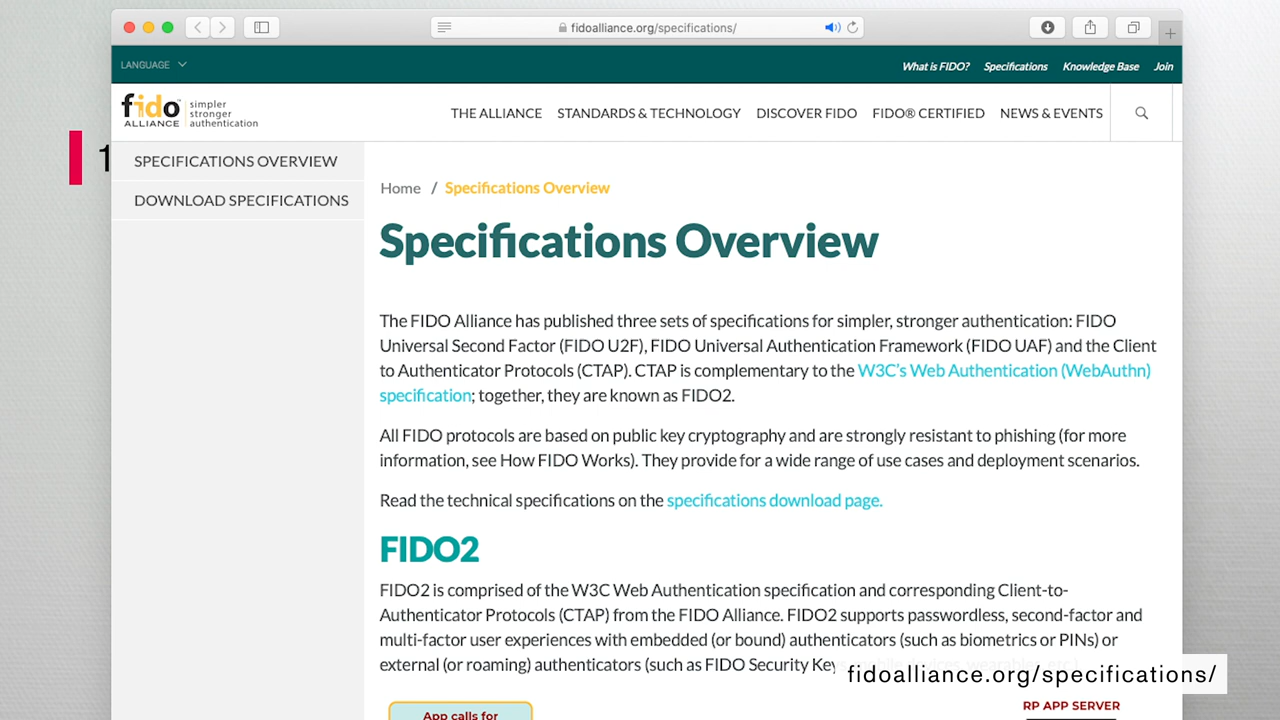 fidoalliance.org/specifications/
LANGUAGE
What is FIDO? Specifications Knowledge Base Join
fido ALLIANCE
simpler
stronger
authentication
THE ALLIANCE STANDARDS & TECHNOLOGY DISCOVER FIDO FIDO® CERTIFIED NEWS & EVENTS
1
SPECIFICATIONS OVERVIEW
DOWNLOAD SPECIFICATIONS
Home / Specifications Overview
Specifications Overview
The FIDO Alliance has published three sets of specifications for simpler, stronger authentication: FIDO
Universal Second Factor (FIDO U2F), FIDO Universal Authentication Framework (FIDO UAF) and the Client
to Authenticator Protocols (CTAP). CTAP is complementary to the W3C's Web Authentication (WebAuthn)
specification; together, they are known as FIDO2.
All FIDO protocols are based on public key cryptography and are strongly resistant to phishing (for more
information, see How FIDO Works). They provide for a wide range of use cases and deployment scenarios.
Read the technical specifications on the specifications download page.
FIDO2
FIDO2 is comprised of the W3C Web Authentication specification and corresponding Client-to-
Authenticator Protocols (CTAP) from the FIDO Alliance. FIDO2 supports passwordless, second-factor and
multi-factor user experiences with embedded (or bound) authenticators (such as biometrics or PINs) or
external (or roaming) authenticators (such as FIDO Security Key
fidoalliance.org/specifications/
App calls for
RP APP SERVER